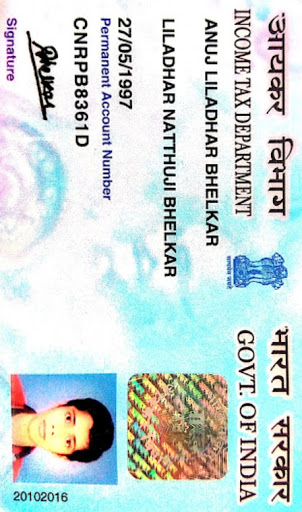 आयकर विभाग
भारत सरकार
INCOME TAX DEPARTMENT
GOVT. OF INDIA
सत्यमेव जयते
ANUJ LILADHAR BHELKAR
LILADHAR NATTHUJI BHELKAR
27/05/1997
Permanent Account Number
CNRPB8361D
Bhelkar
Signature
20102016